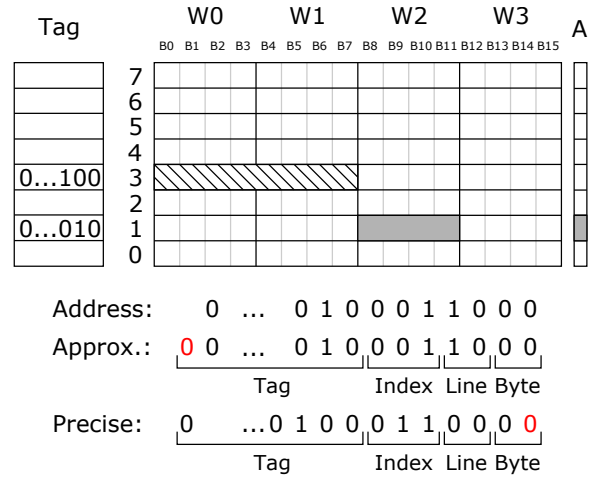 Tag W0 W1 W2 W3 A
B0 B1 B2 B3 B4 B5 B6 B7 B8 B9 B10 B11 B12 B13 B14 B15
7
6
5
4
0...100 3
2
0...010 1
0
Address: 0 ... 0 1 0 0 0 1 1 0 0 0
Approx.: 0 0 ... 0 1 0 0 0 1 1 0 0 0
Tag Index Line Byte
Precise: 0 ...0 1 0 0 0 1 1 0 0 0 0
Tag Index Line Byte